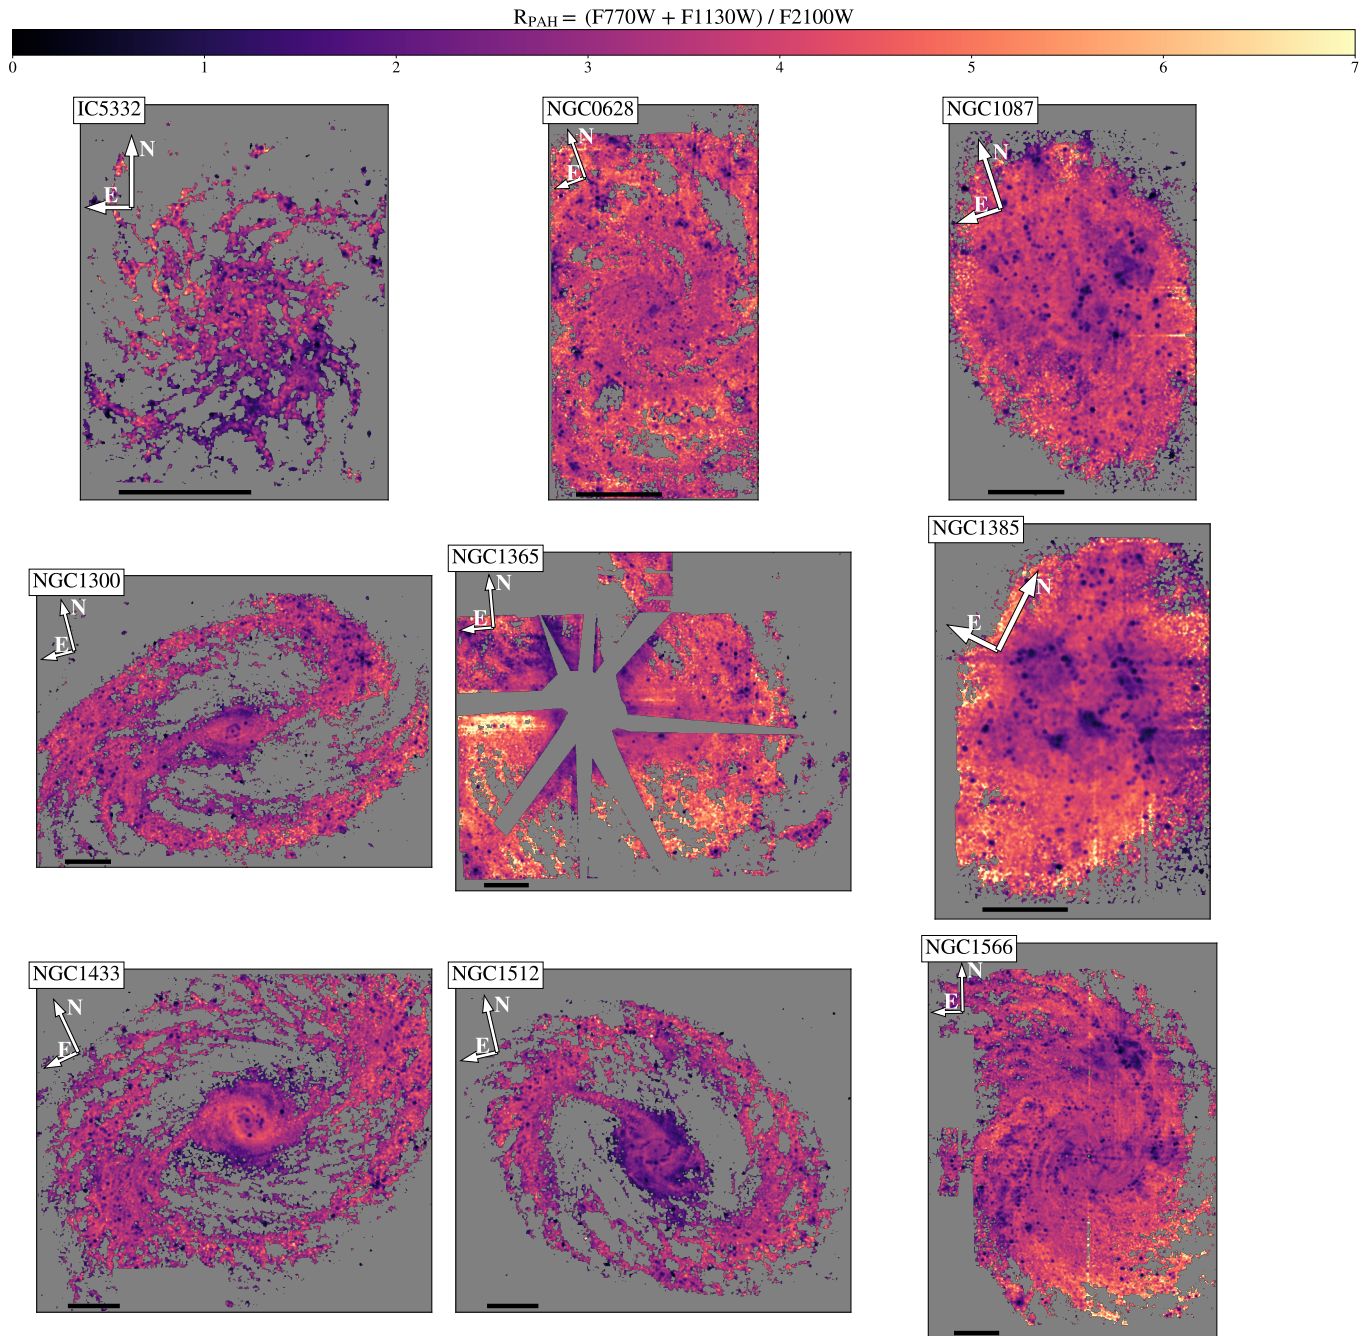 R_PAH = (F770W + F1130W) / F2100W
0 1 2 3 4 5 6 7
IC5332 NGC0628 NGC1087
N N N
E E E
NGC1300 NGC1365 NGC1385
N N N
E E E
NGC1433 NGC1512 NGC1566
N N N
E E E